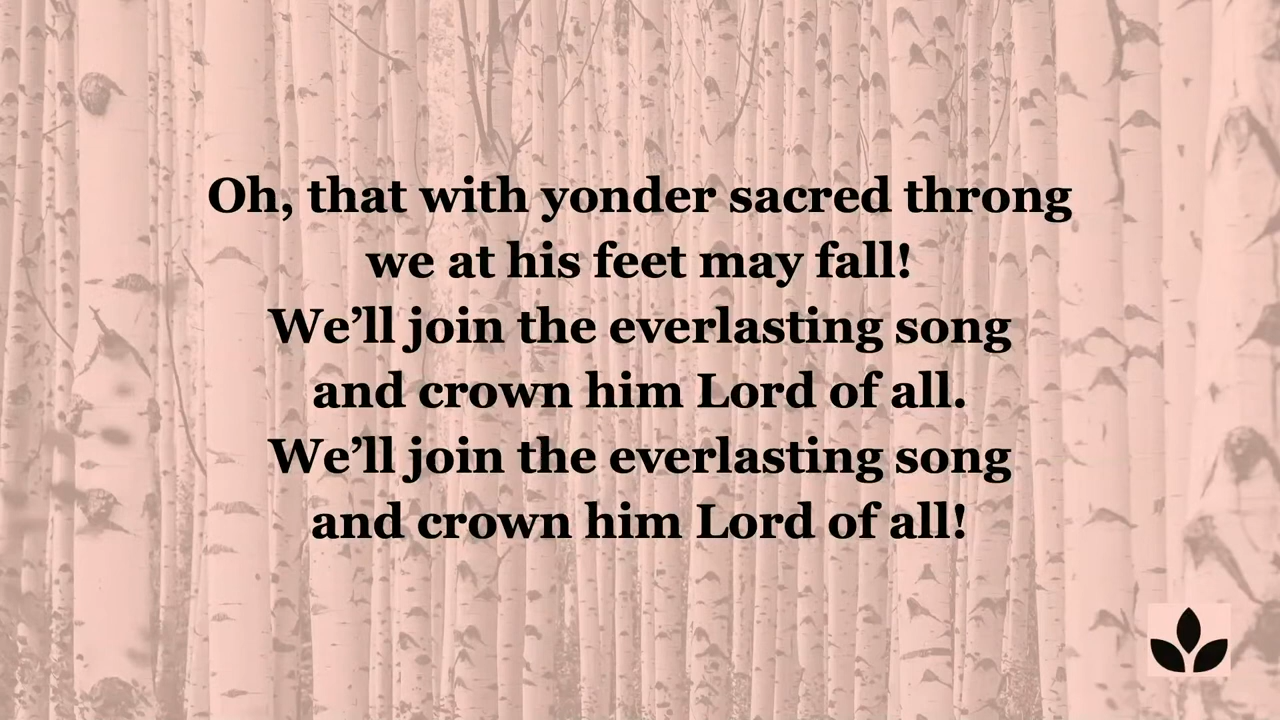 Oh, that with yonder sacred throng
we at his feet may fall!
We’ll join the everlasting song
and crown him Lord of all.
We’ll join the everlasting song
and crown him Lord of all!